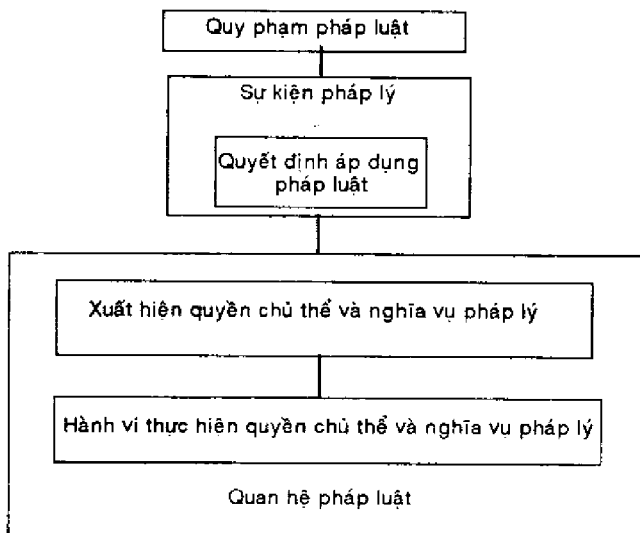 Quy phạm pháp luật
Sự kiện pháp lý
Quyết định áp dụng
pháp luật
Xuất hiện quyền chủ thể và nghĩa vụ pháp lý
Hành vi thực hiện quyền chủ thể và nghĩa vụ pháp lý
Quan hệ pháp luật